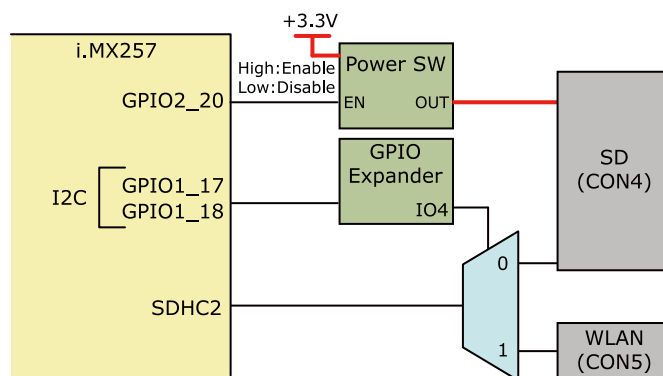 +3.3V
i.MX257
High:Enable
Low:Disable
Power SW
GPIO2_20
EN
OUT
GPIO
Expander
SD
(CON4)
I2C
GPIO1_17
GPIO1_18
IO4
0
SDHC2
1
WLAN
(CON5)